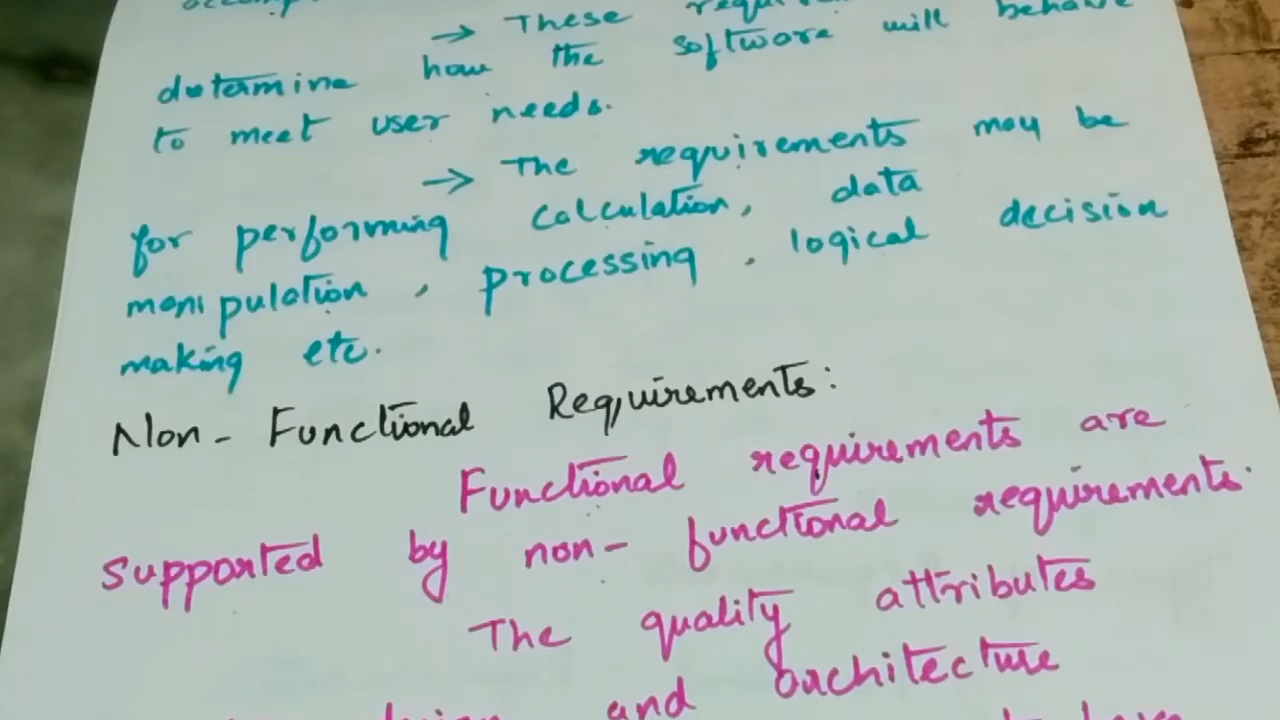 → These
determine how the software will behave
to meet user needs.
→ The requirements may be
for performing calculation, data
manipulation, processing, logical decision
making etc.
Non-Functional Requirements:
Functional requirements are
supported by non-functional requirements.
The quality attributes
and architecture